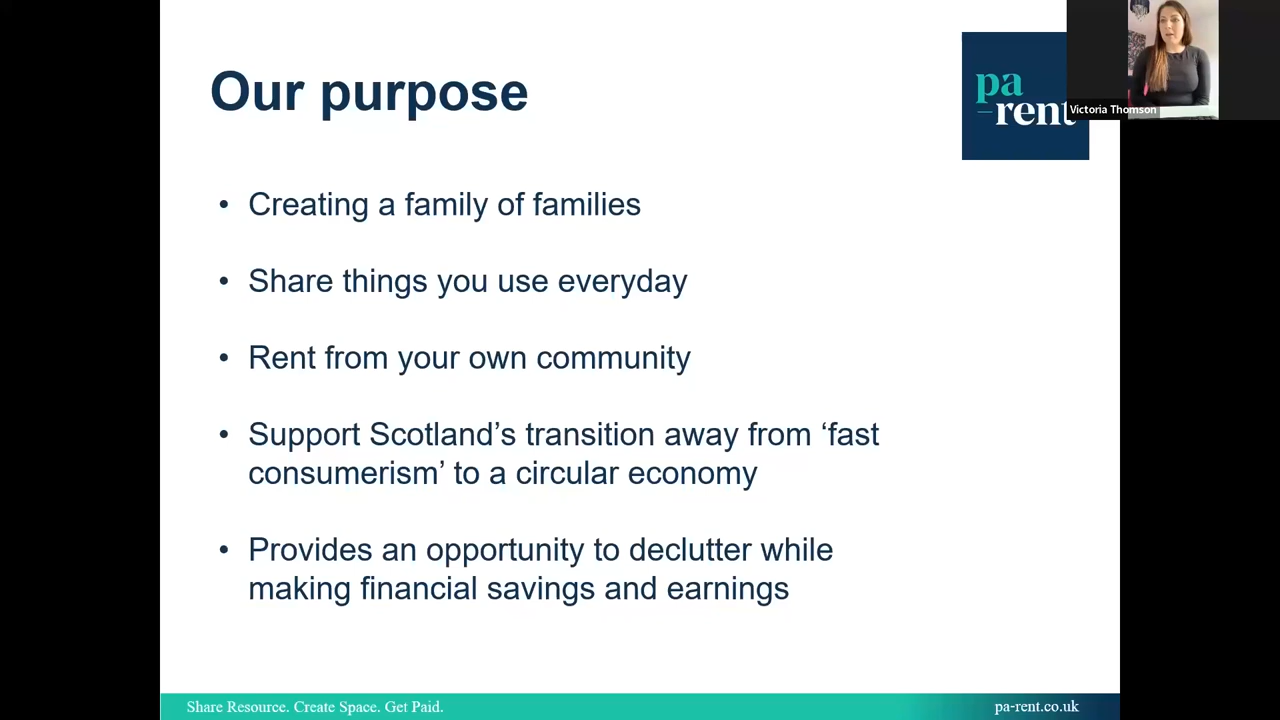 Our purpose
pa
rent
Victoria Thomson
• Creating a family of families
• Share things you use everyday
• Rent from your own community
• Support Scotland’s transition away from ‘fast
consumerism’ to a circular economy
• Provides an opportunity to declutter while
making financial savings and earnings
Share Resource. Create Space. Get Paid.
pa-rent.co.uk